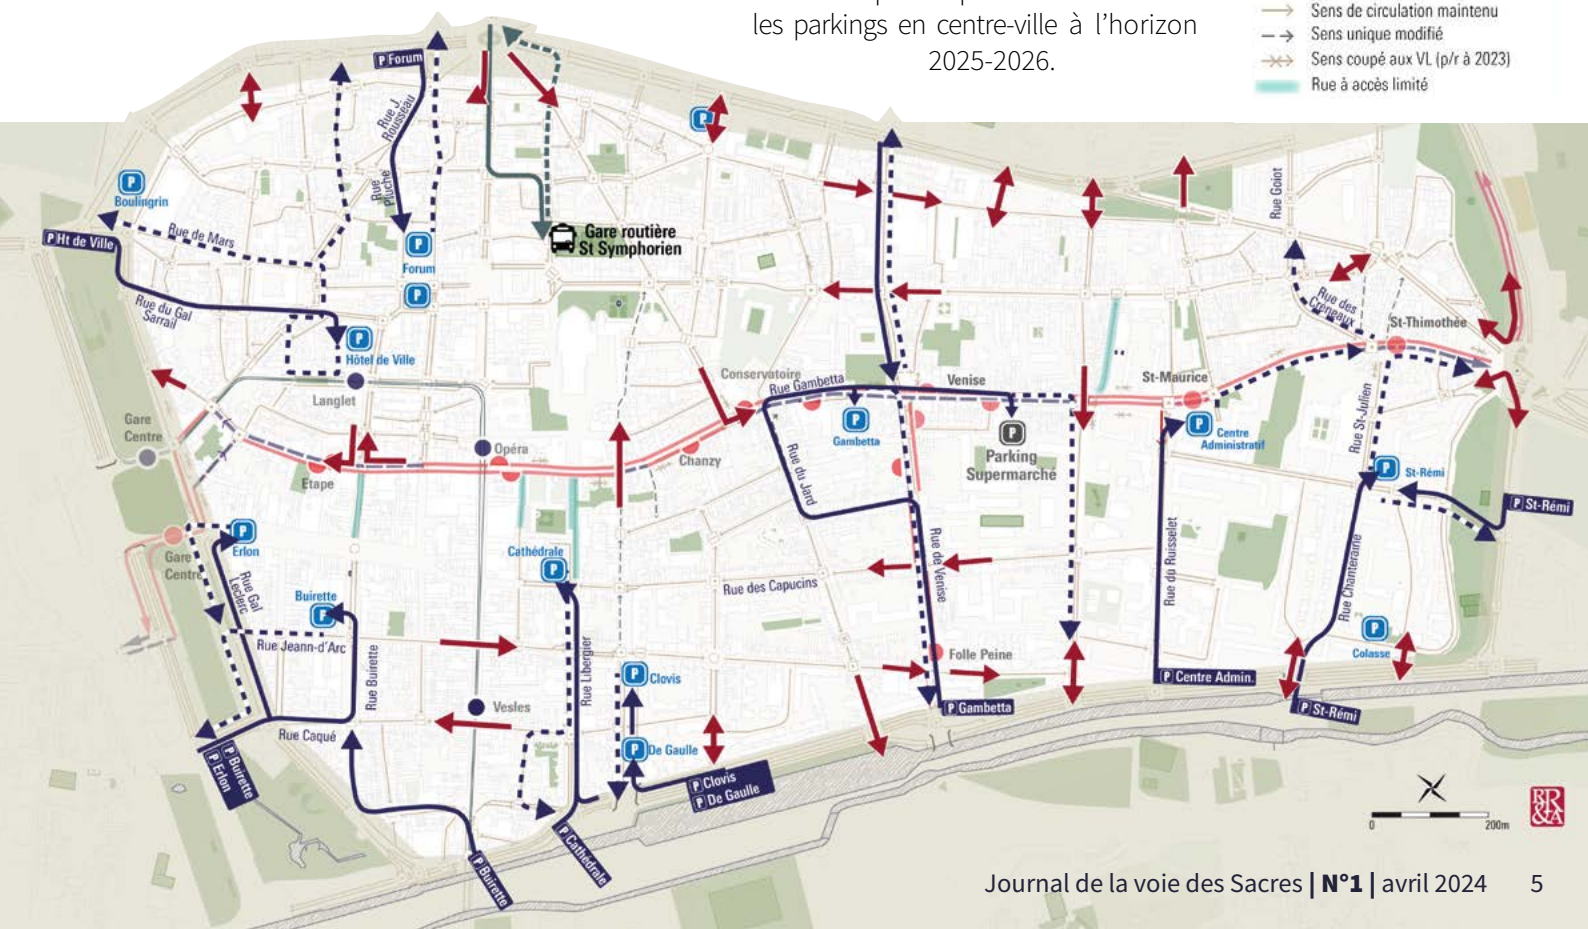 les parkings en centre-ville à l’horizon
2025-2026.
Sens de circulation maintenu
Sens unique modifié
Sens coupé aux VL (p/r à 2023)
Rue à accès limité
P Forum
Rue J.
Rousseau
Rue
Pluche
P
P
Boulingrin
Rue de Mars
P Ht de Ville
P
Forum
P
Gare routière
St Symphorien
Rue Goiot
Rue du Gal
Sarrail
P
Hôtel de Ville
Rue des
Créneaux
St-Thimothée
Langlet
Conservatoire
Rue Gambetta
Venise
St-Maurice
Gare
Centre
Opéra
P
Gambetta
P
Parking
Supermarché
P
Centre
Administratif
Rue St-Julien
Etape
Chanzy
Rue du Jard
P
St-Rémi
P St-Rémi
P
Erlon
Gare
Centre
Cathédrale
P
Rue Gal
Leclerc
Buirette
P
Rue des Capucins
Rue de Venise
Rue du Ruisselet
Rue Chanteraine
Rue Jeann-d’Arc
Rue Buirette
Rue Libergier
P
Clovis
Folle Peine
P
Colasse
P Centre Admin.
Vesles
P Gambetta
P St-Rémi
Rue Caqué
P
De Gaulle
P Buirette
P Erlon
P Clovis
P De Gaulle
P Cathédrale
P Buirette
0 200m
BR
&A
Journal de la voie des Sacres | N°1 | avril 2024 5